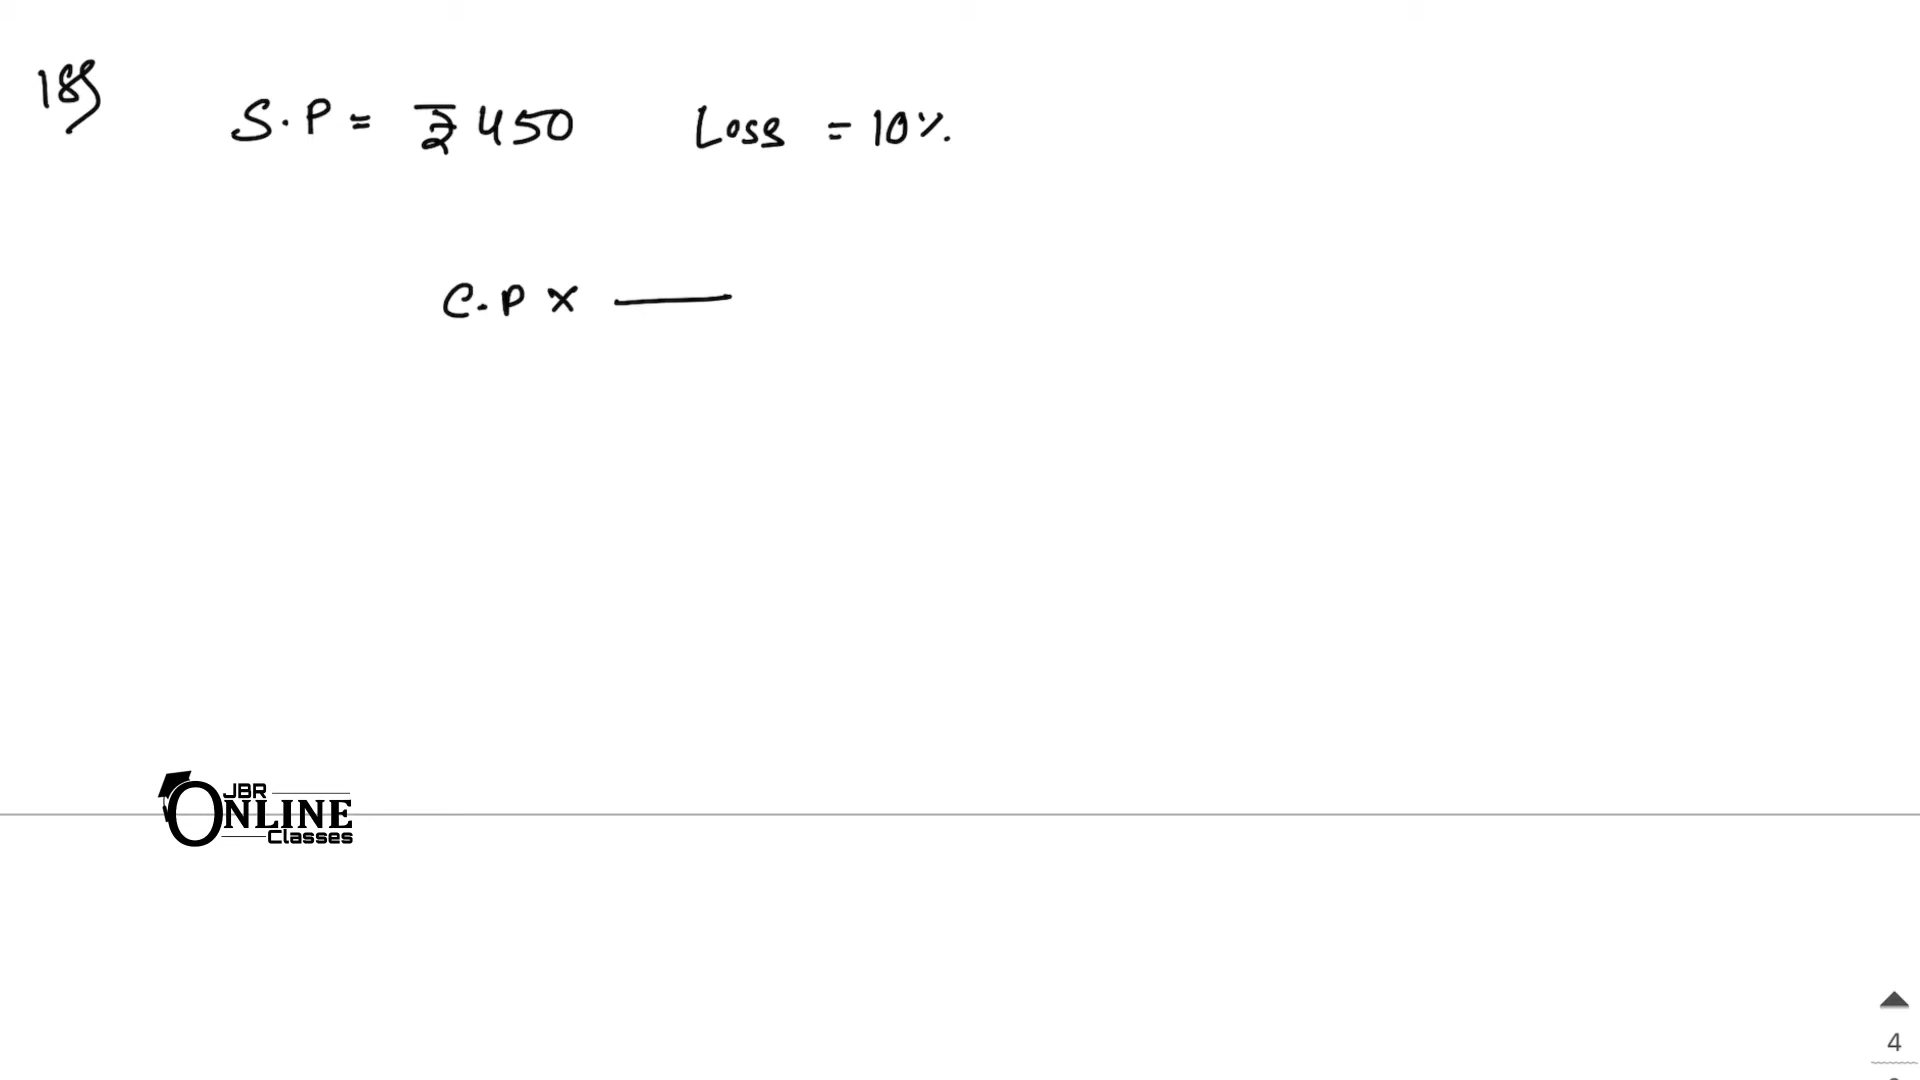 18)
S.P = ₹ 450 Loss = 10%.
C.P ×
JBR
ONLINE
Classes
4